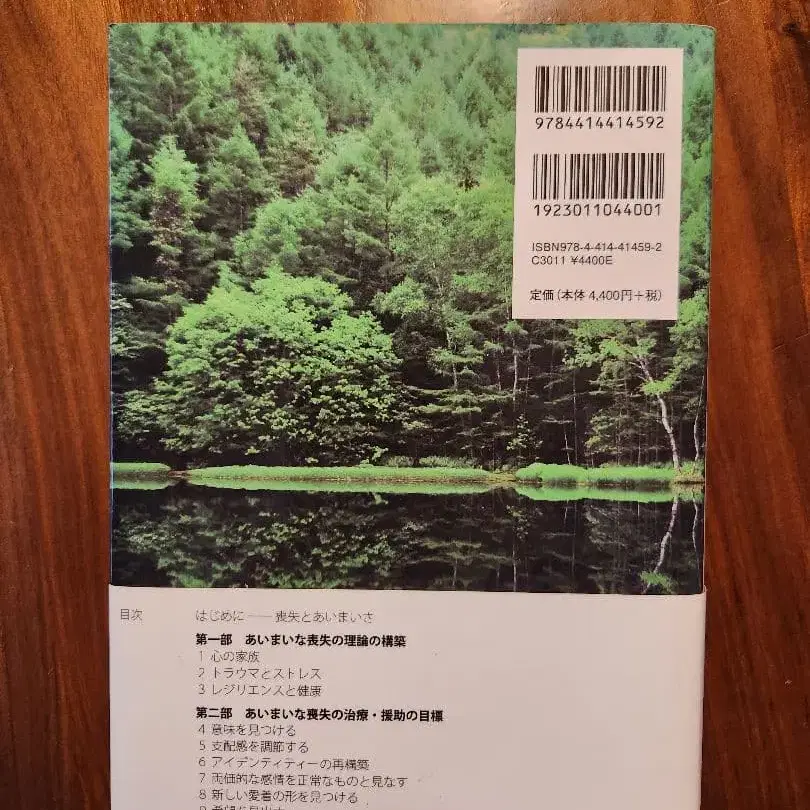 9784414414592
1923011044001
ISBN978-4-414-41459-2
C3011 ¥4400E
定価(本体 4,400円+税)
目次 はじめに――喪失とあいまいさ
第一部 あいまいな喪失の理論の構築
1 心の家族
2 トラウマとストレス
3 レジリエンスと健康
第二部 あいまいな喪失の治療・援助の目標
4 意味を見つける
5 支配感を調節する
6 アイデンティティーの再構築
7 両価的な感情を正常なものと見なす
8 新しい愛着の形を見つける